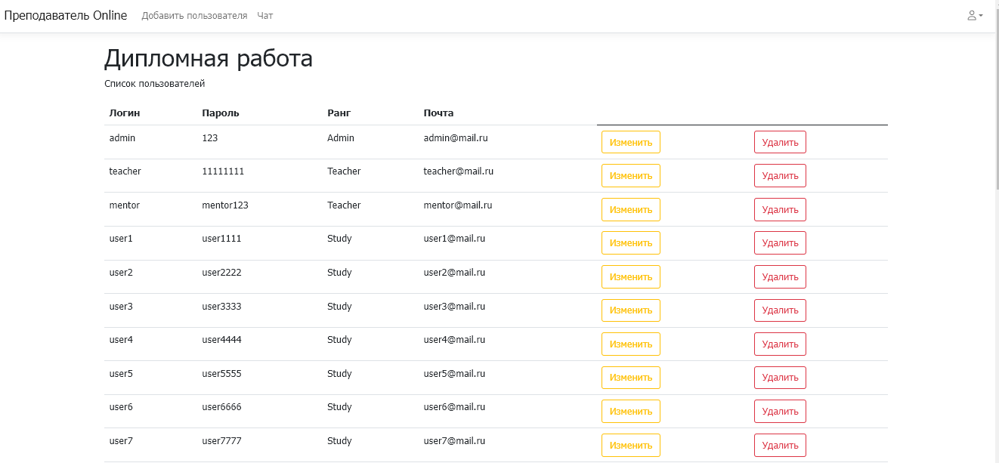 Преподаватель Online Добавить пользователя Чат
Дипломная работа
Список пользователей
Логин Пароль Ранг Почта
admin 123 Admin admin@mail.ru Изменить Удалить
teacher 11111111 Teacher teacher@mail.ru Изменить Удалить
mentor mentor123 Teacher mentor@mail.ru Изменить Удалить
user1 user1111 Study user1@mail.ru Изменить Удалить
user2 user2222 Study user2@mail.ru Изменить Удалить
user3 user3333 Study user3@mail.ru Изменить Удалить
user4 user4444 Study user4@mail.ru Изменить Удалить
user5 user5555 Study user5@mail.ru Изменить Удалить
user6 user6666 Study user6@mail.ru Изменить Удалить
user7 user7777 Study user7@mail.ru Изменить Удалить